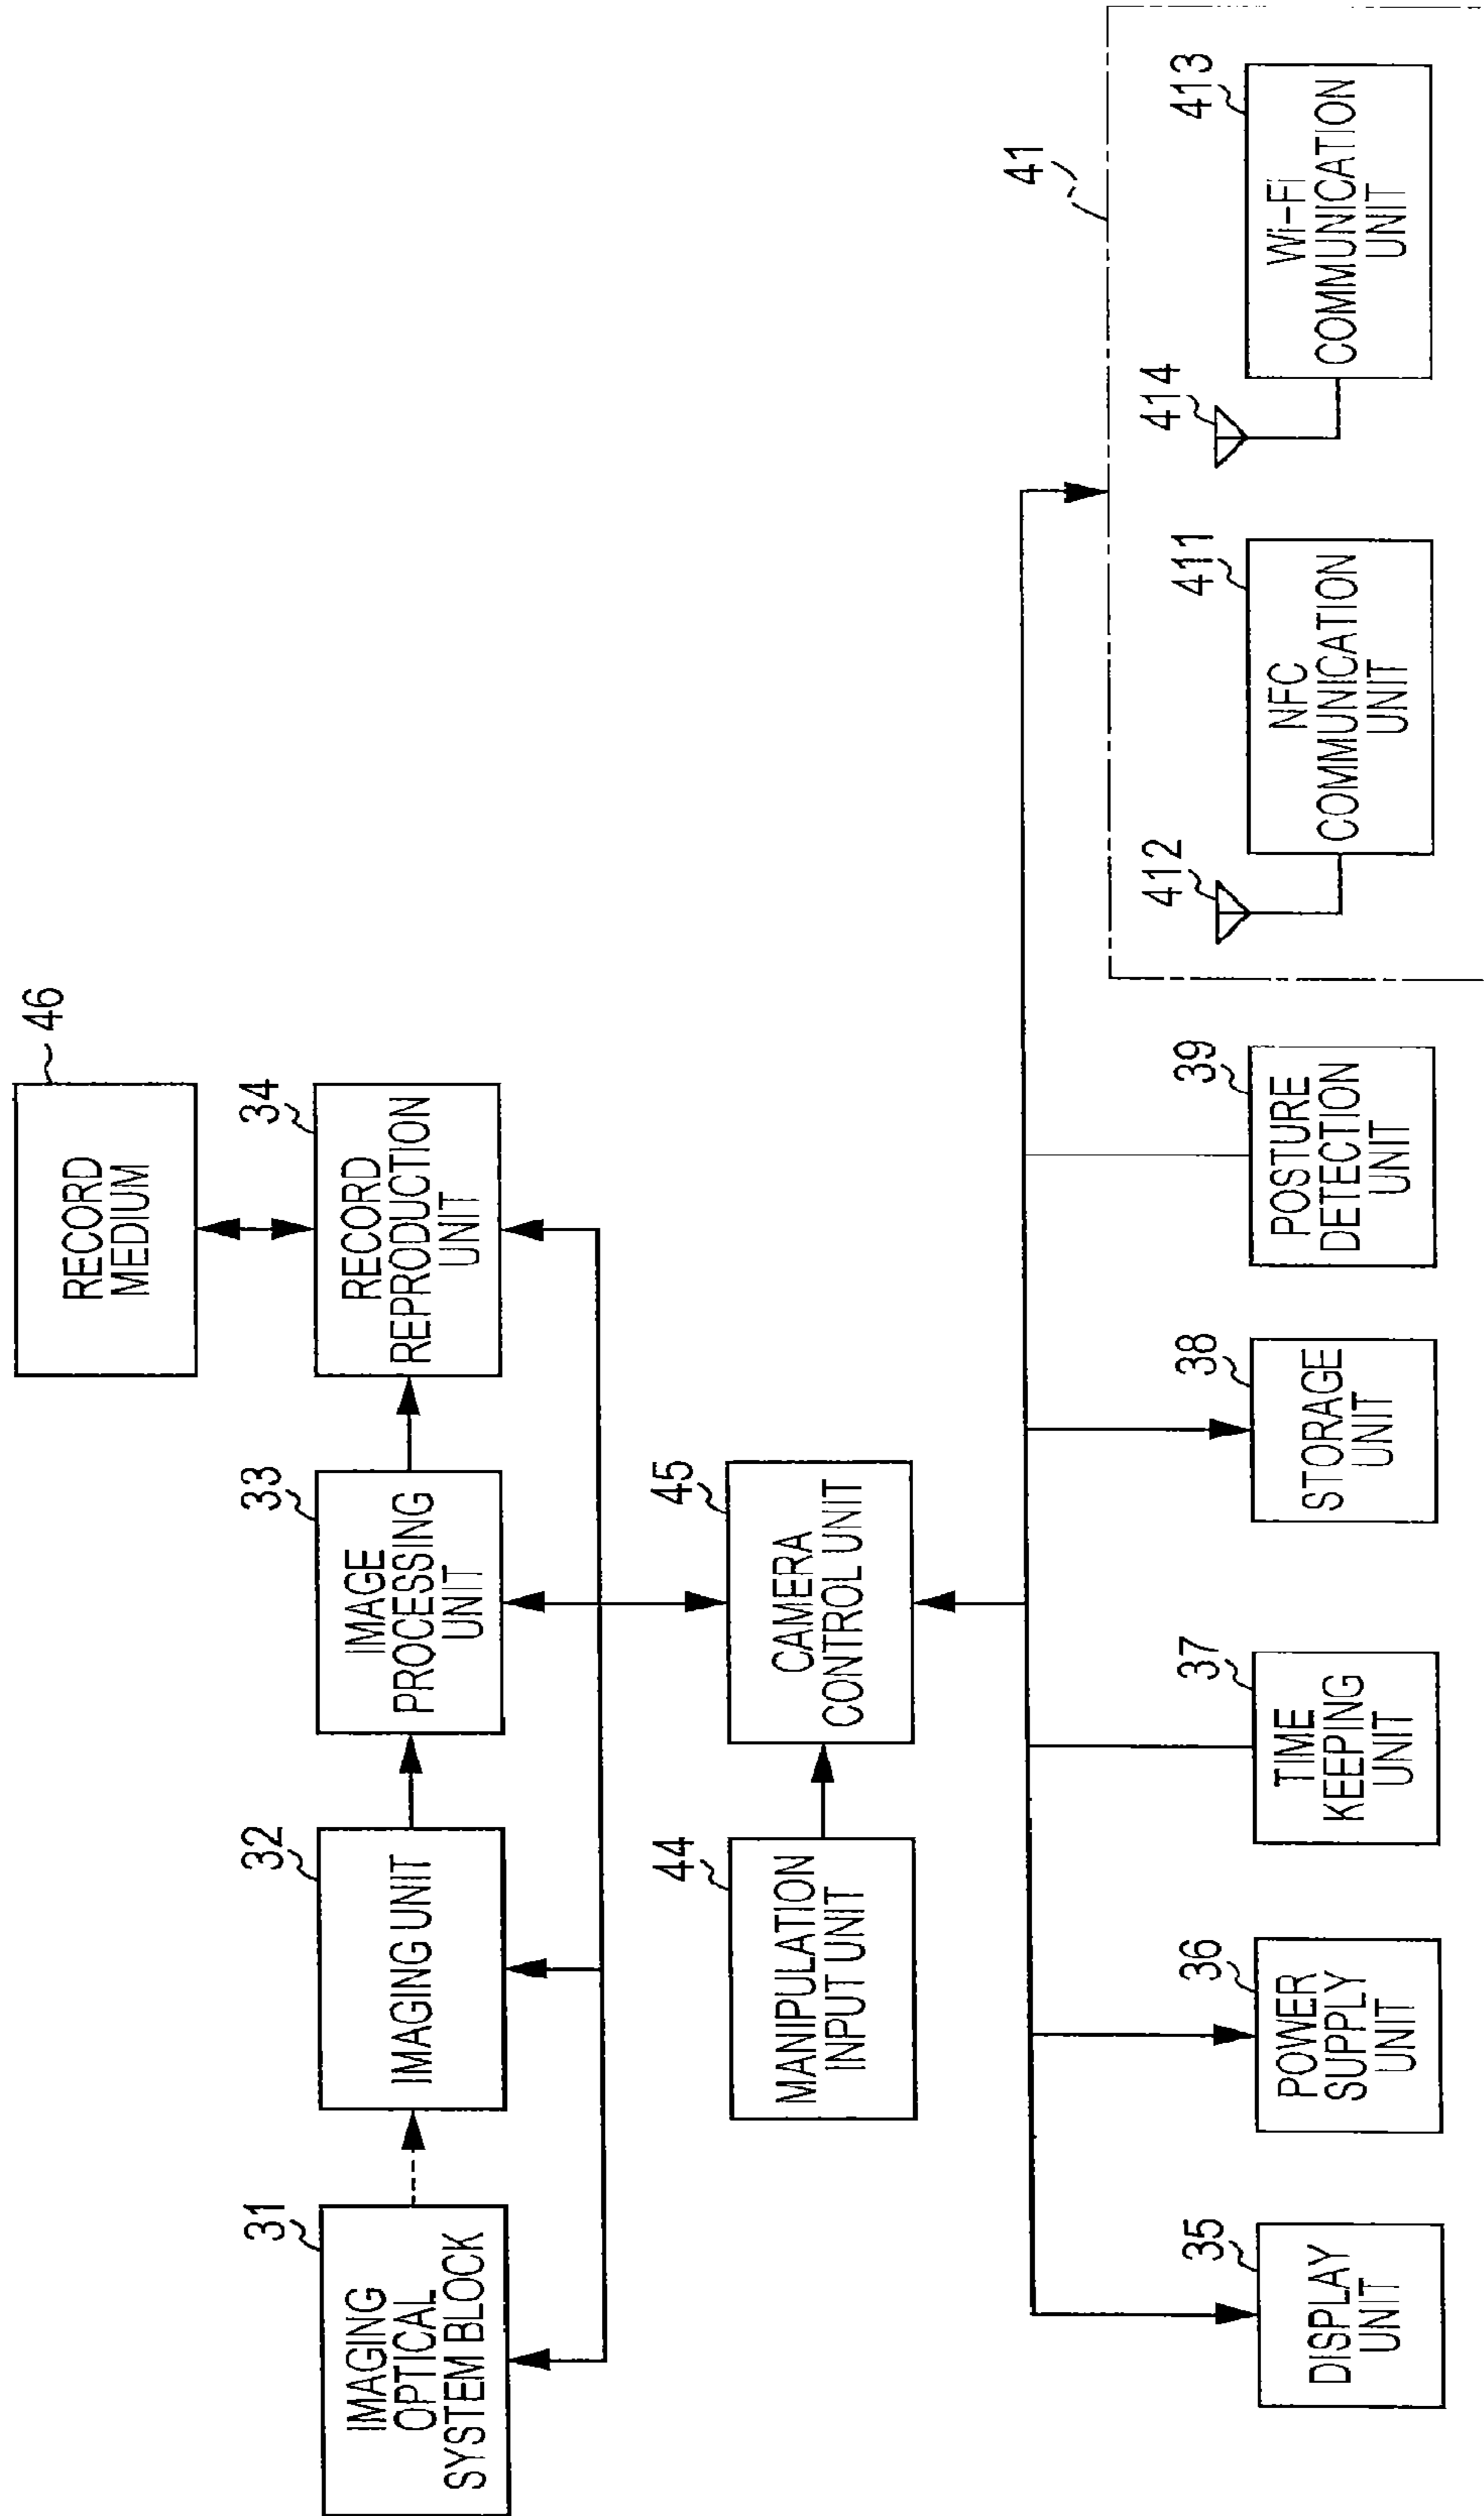 46
RECORD
MEDIUM
31
IMAGING
OPTICAL
SYSTEM BLOCK
32
IMAGING UNIT
33
IMAGE
PROCESSING
UNIT
34
RECORD
REPRODUCTION
UNIT
44
MANIPULATION
INPUT UNIT
45
CAMERA
CONTROL UNIT
41
35
DISPLAY
UNIT
36
POWER
SUPPLY
UNIT
37
TIME
KEEPING
UNIT
38
STORAGE
UNIT
39
POSTURE
DETECTION
UNIT
412
411
NFC
COMMUNICATION
UNIT
414
413
Wi-Fi
COMMUNICATION
UNIT